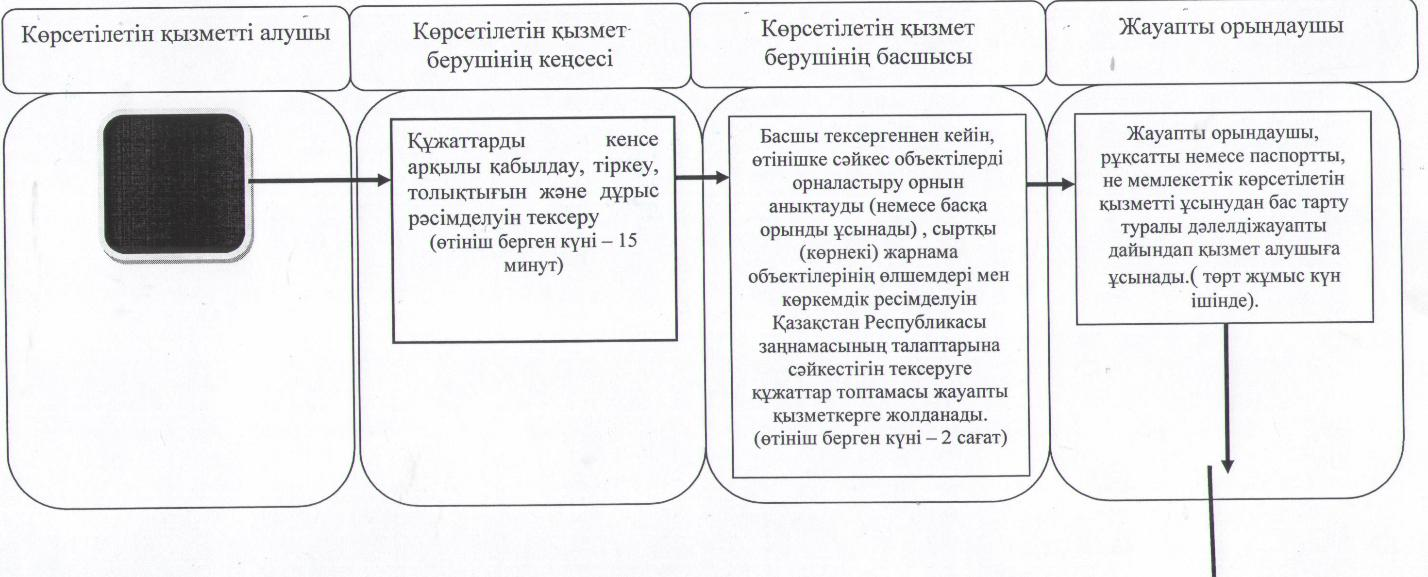 Көрсетілетін қызметті алушы
Көрсетілетін қызмет
берушінің кеңсесі
Көрсетілетін қызмет
берушінің басшысы
Жауапты орындаушы
Құжаттарды кенсе
арқылы қабылдау, тіркеу,
толықтығын және дұрыс
рәсімделуін тексеру
(өтініш берген күні – 15
минут)
Басшы тексергеннен кейін,
өтінішке сәйкес объектілерді
орналастыру орнын
анықтауды (немесе басқа
орынды ұсынады) , сыртқы
(көрнекі) жарнама
объектілерінің өлшемдері мен
көркемдік ресімделуін
Қазақстан Республикасы
заңнамасының талаптарына
сәйкестігін тексеруге
құжаттар топтамасы жауапты
қызметкерге жолданады.
(өтініш берген күні – 2 сағат)
Жауапты орындаушы,
рұқсатты немесе паспортты,
не мемлекеттік көрсетілетін
қызметті ұсынудан бас тарту
туралы дәлелдіжауапты
дайындап қызмет алушыға
ұсынады.( төрт жұмыс күн
ішінде).